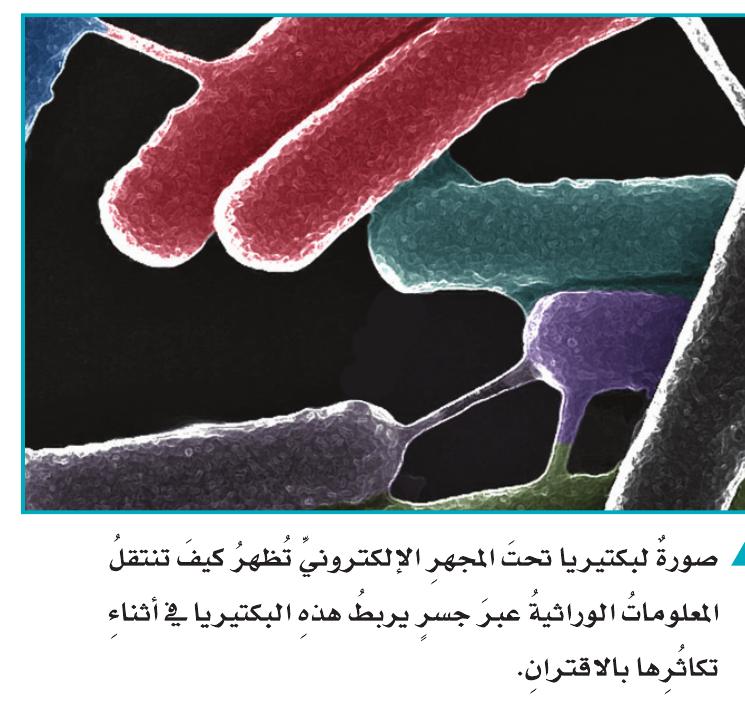 صورةٌ لبكتيريا تحتَ المجهرِ الإلكترونيِّ تُظهرُ كيفَ تنتقلُ
المعلوماتُ الوراثيةُ عبرَ جسرٍ يربطُ هذهِ البكتيريا في أثناءِ
تكاثُرِها بالاقترانِ.